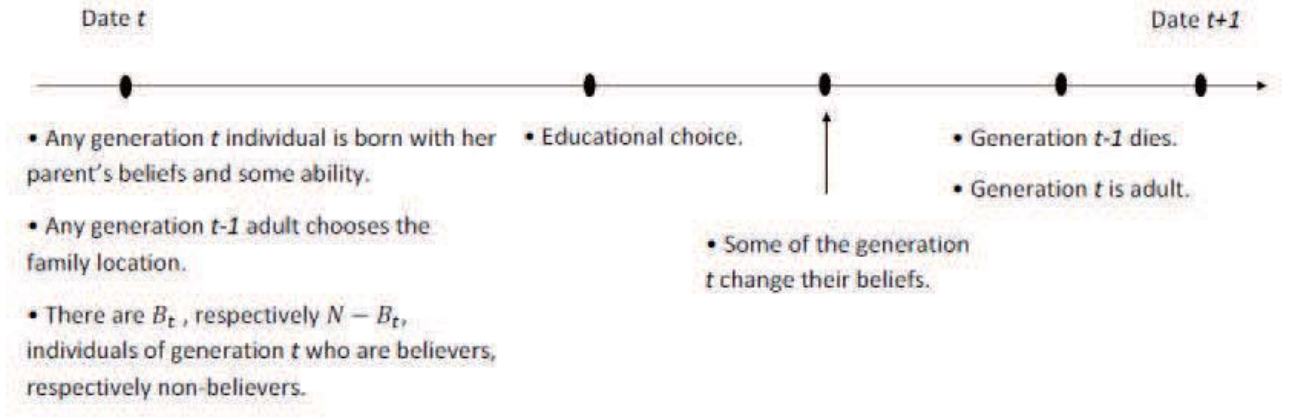 Date t
Date t+1
• Any generation t individual is born with her
parent's beliefs and some ability.
• Any generation t-1 adult chooses the
family location.
• There are Bₜ , respectively N − Bₜ,
individuals of generation t who are believers,
respectively non-believers.
• Educational choice.
• Some of the generation
t change their beliefs.
• Generation t-1 dies.
• Generation t is adult.